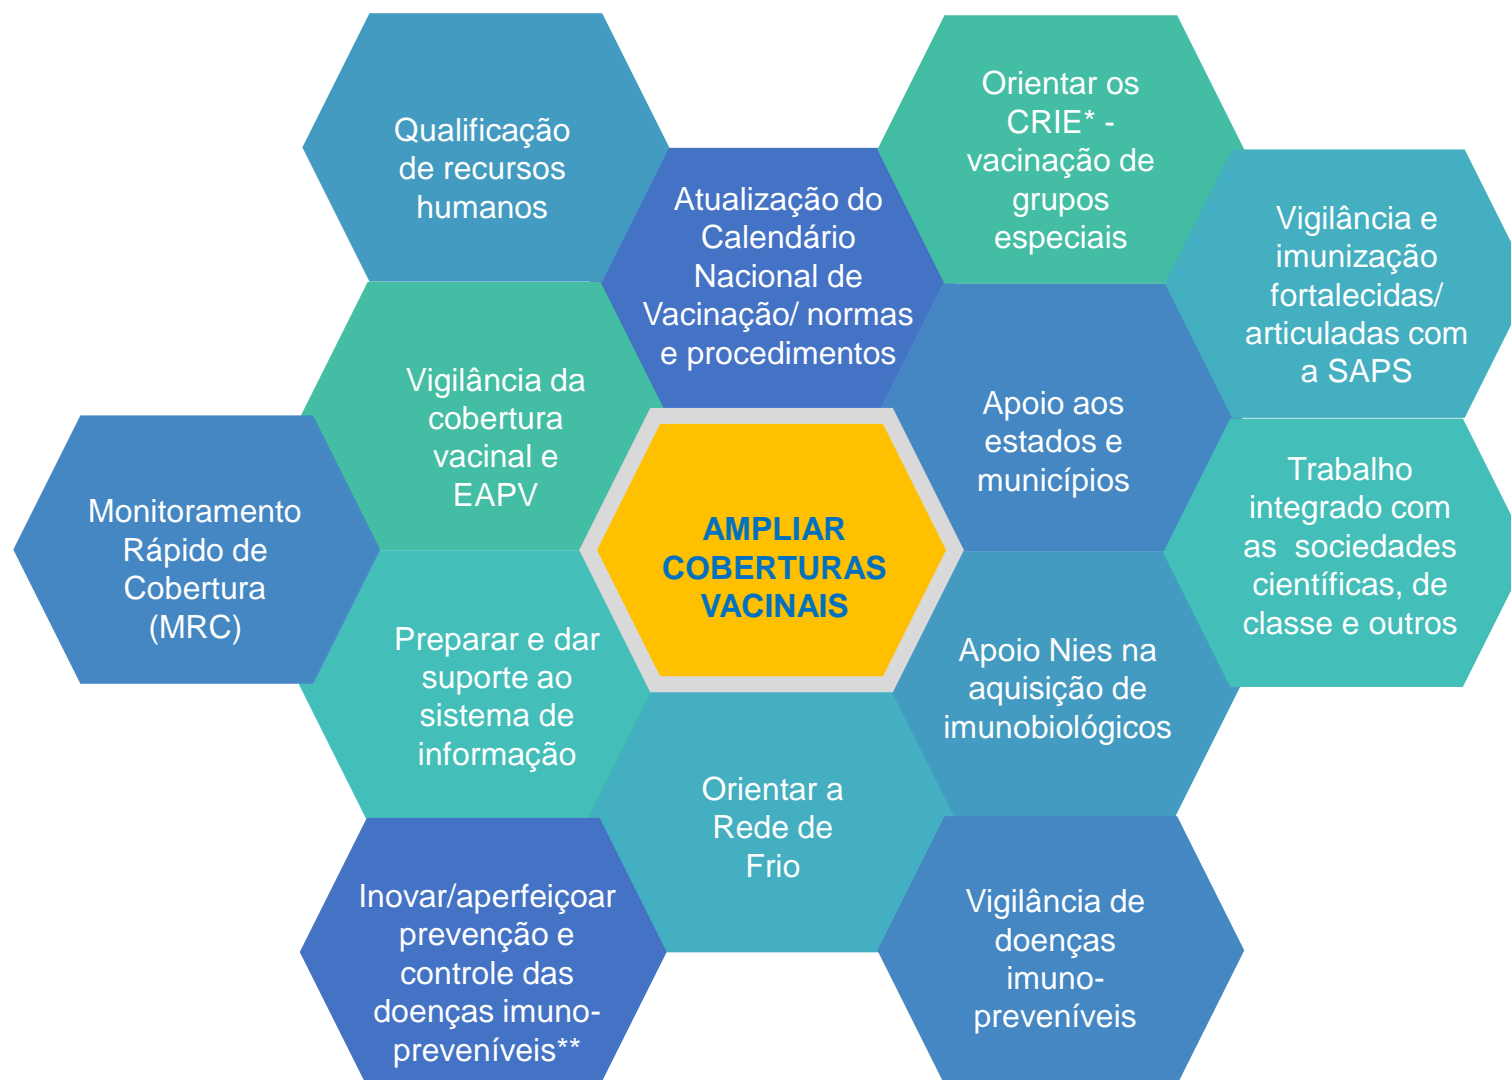 Qualificação
de recursos
humanos
Atualização do
Calendário
Nacional de
Vacinação/ normas
e procedimentos
Orientar os
CRIE* -
vacinação de
grupos
especiais
Vigilância e
imunização
fortalecidas/
articuladas com
a SAPS
Vigilância da
cobertura
vacinal e
EAPV
Apoio aos
estados e
municípios
Monitoramento
Rápido de
Cobertura
(MRC)
AMPLIAR
COBERTURAS
VACINAIS
Trabalho
integrado com
as sociedades
científicas, de
classe e outros
Preparar e dar
suporte ao
sistema de
informação
Apoio Nies na
aquisição de
imunobiológicos
Orientar a
Rede de
Frio
Inovar/aperfeiçoar
prevenção e
controle das
doenças imuno-
preveníveis**
Vigilância de
doenças
imuno-
preveníveis